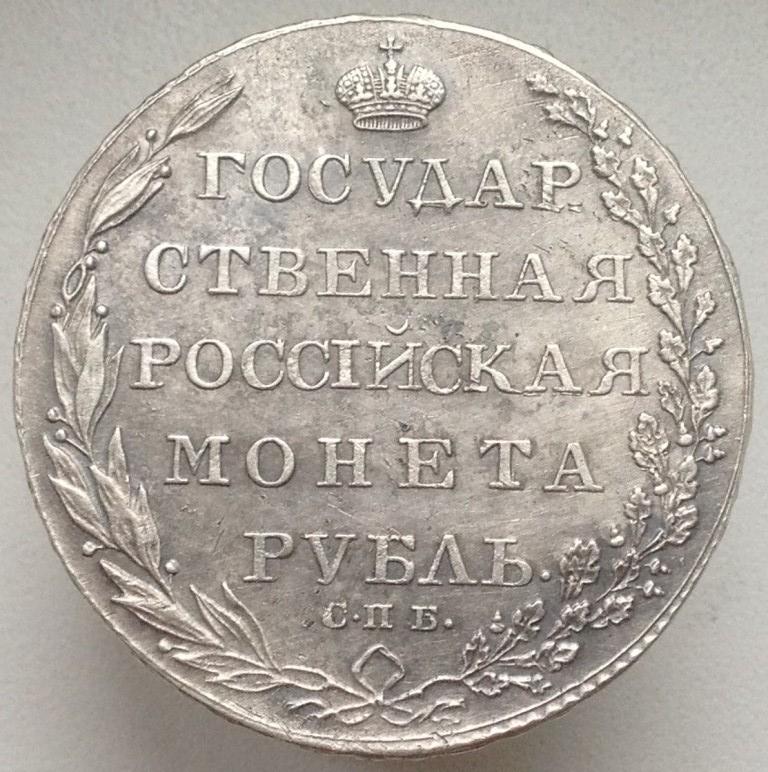 ГОСУДАР
СТВЕННАЯ
РОССІЙСКАЯ
МОНЕТА
РУБЛЬ.
С·П Б.